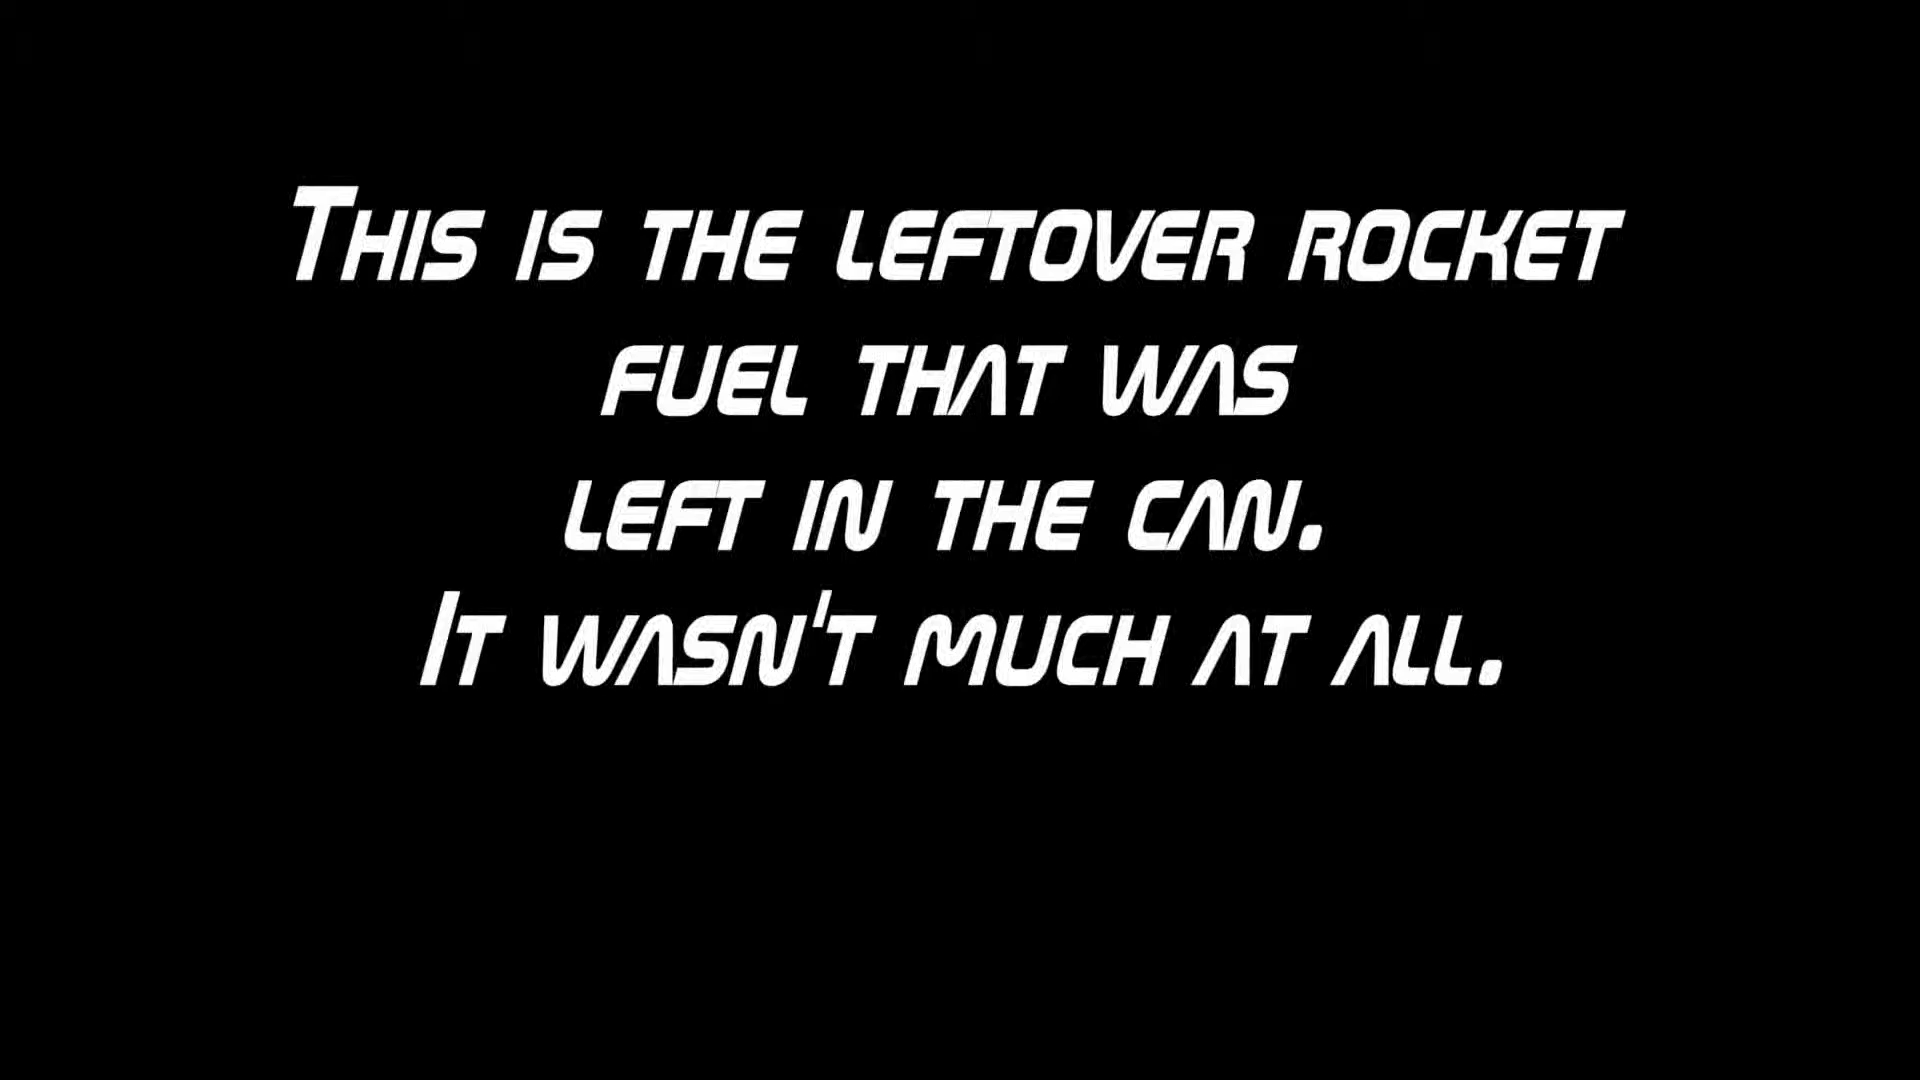 This is the leftover rocket
fuel that was
left in the can.
It wasn't much at all.